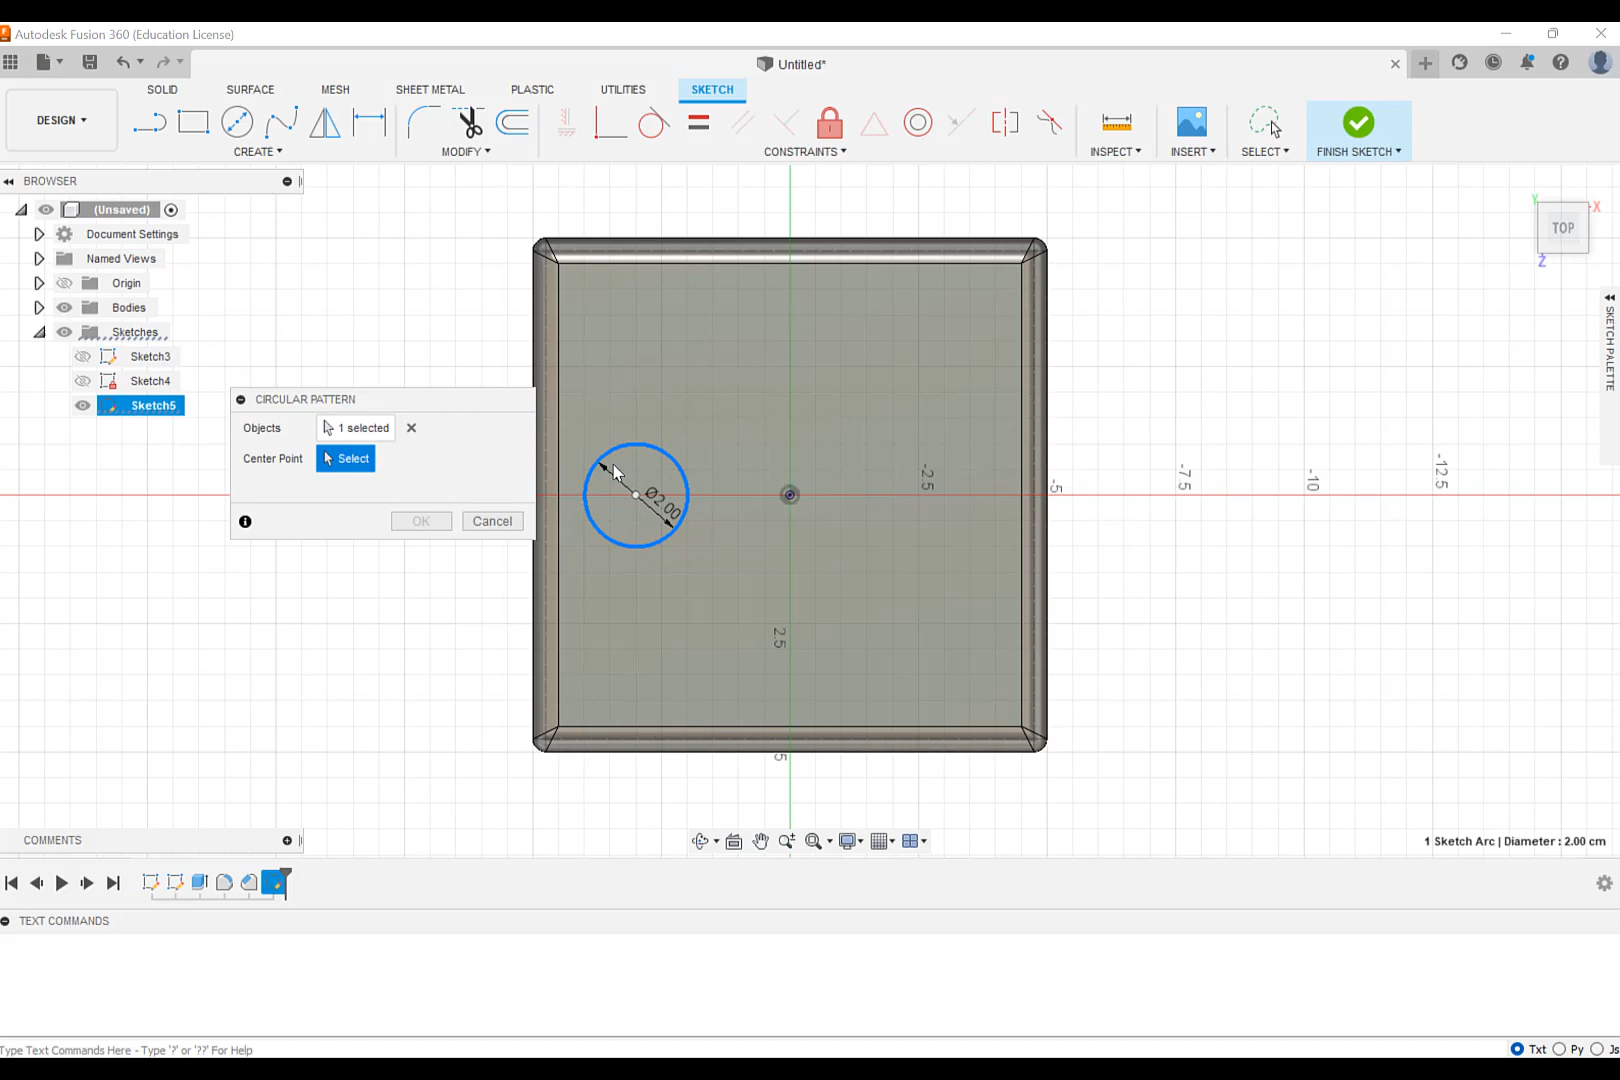 Autodesk Fusion 360 (Education License)
Untitled*
SOLID SURFACE MESH SHEET METAL PLASTIC UTILITIES SKETCH
DESIGN
CREATE MODIFY CONSTRAINTS INSPECT INSERT SELECT FINISH SKETCH
BROWSER
(Unsaved)
Document Settings
Named Views
Origin
Bodies
Sketches
Sketch3
Sketch4
Sketch5
CIRCULAR PATTERN
Objects 1 selected
Center Point Select
OK Cancel
Ø2.00
-2.5
-5
-7.5
-10
-12.5
2.5
5
Y
X
TOP
Z
SKETCH PALETTE
COMMENTS
1 Sketch Arc | Diameter : 2.00 cm
TEXT COMMANDS
Type Text Commands Here - Type '?' or '??' For Help
Txt Py Js